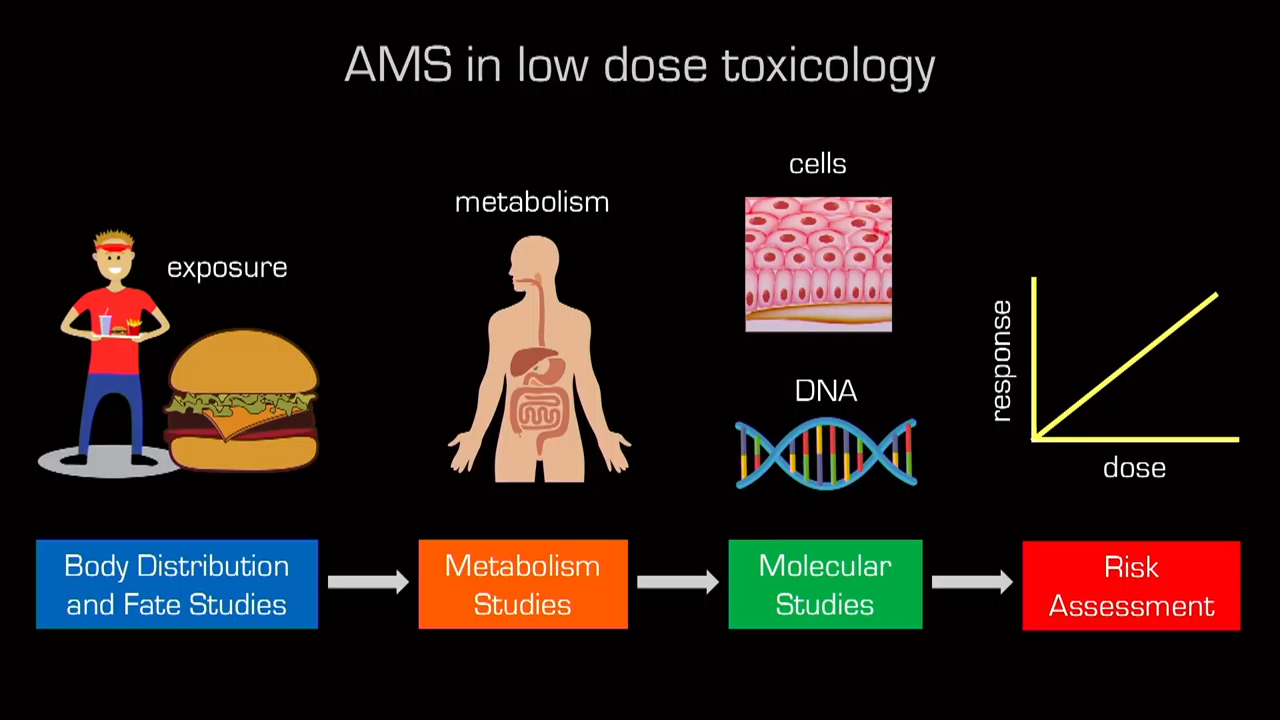 AMS in low dose toxicology
exposure
metabolism
cells
DNA
response
dose
Body Distribution
and Fate Studies
Metabolism
Studies
Molecular
Studies
Risk
Assessment